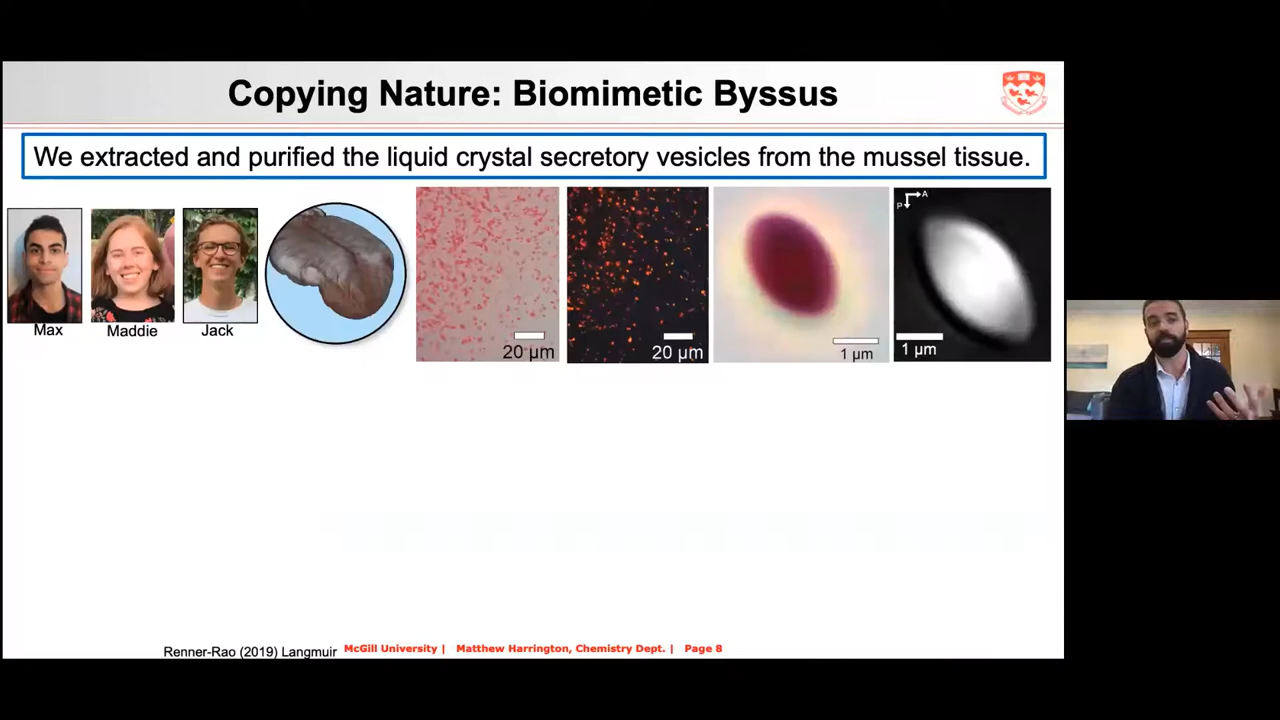 Copying Nature: Biomimetic Byssus
We extracted and purified the liquid crystal secretory vesicles from the mussel tissue.
Max
Maddie
Jack
20 µm
20 µm
1 µm
A
P
1 µm
Renner-Rao (2019) Langmuir
McGill University | Matthew Harrington, Chemistry Dept. | Page 8